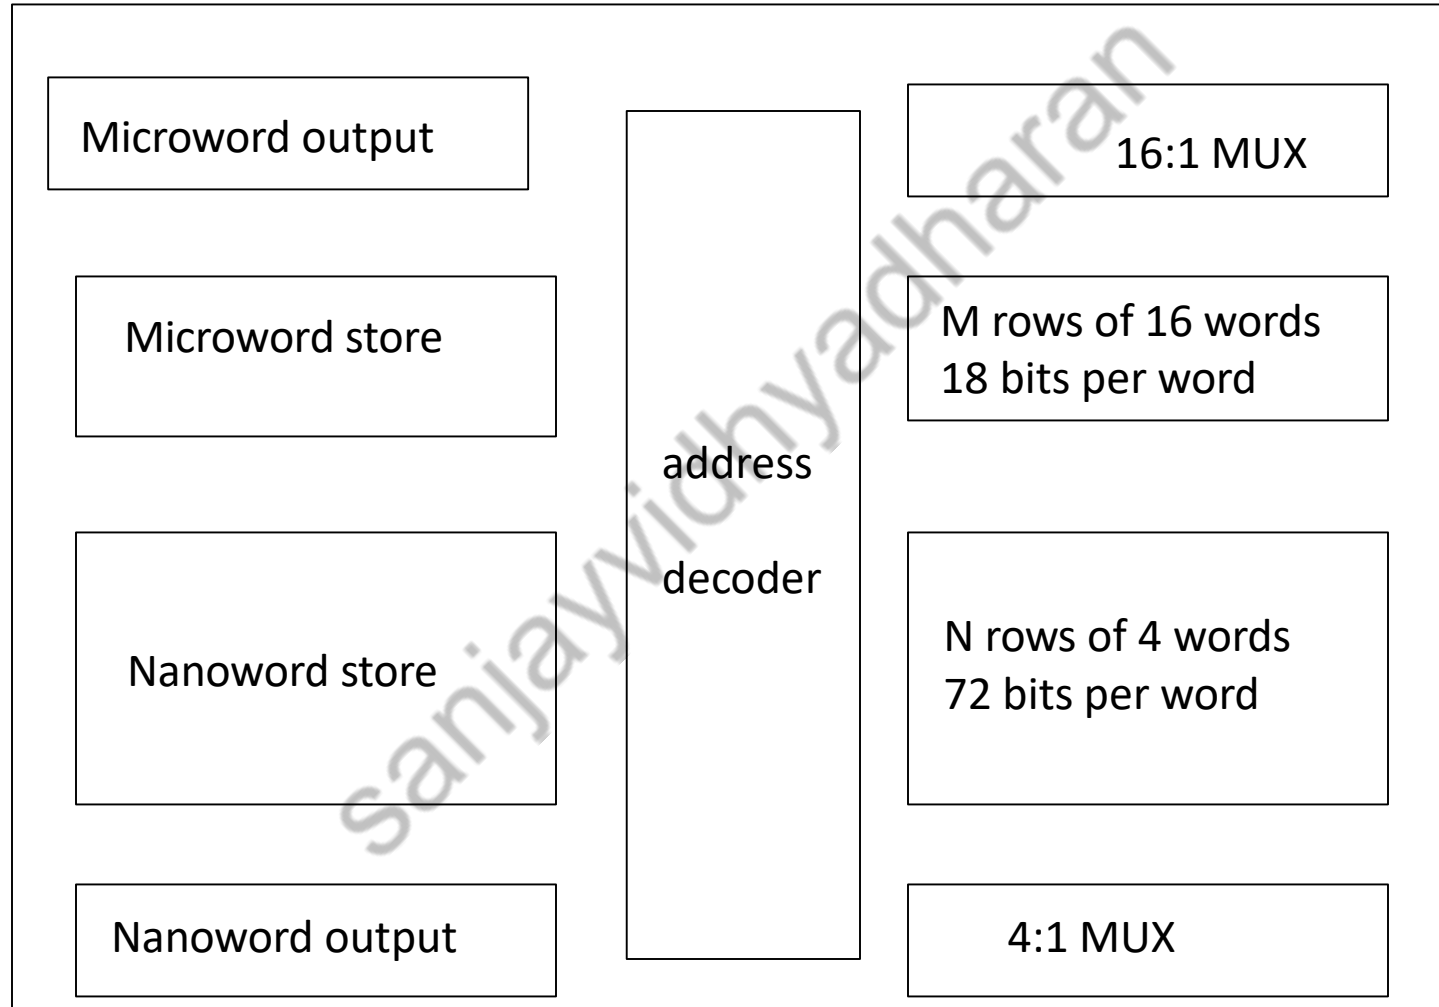 Microword output
16:1 MUX
Microword store
M rows of 16 words
18 bits per word
address
decoder
Nanoword store
N rows of 4 words
72 bits per word
Nanoword output
4:1 MUX
sanjayvidhyadharan